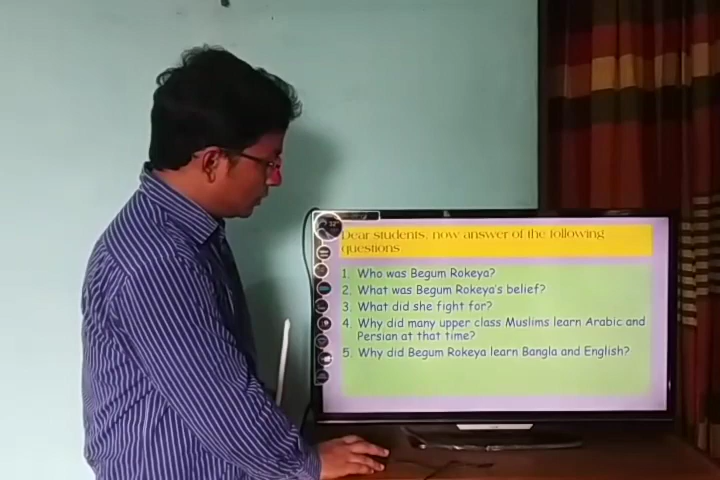 Dear students, now answer of the following
questions
1. Who was Begum Rokeya?
2. What was Begum Rokeya's belief?
3. What did she fight for?
4. Why did many upper class Muslims learn Arabic and
Persian at that time?
5. Why did Begum Rokeya learn Bangla and English?